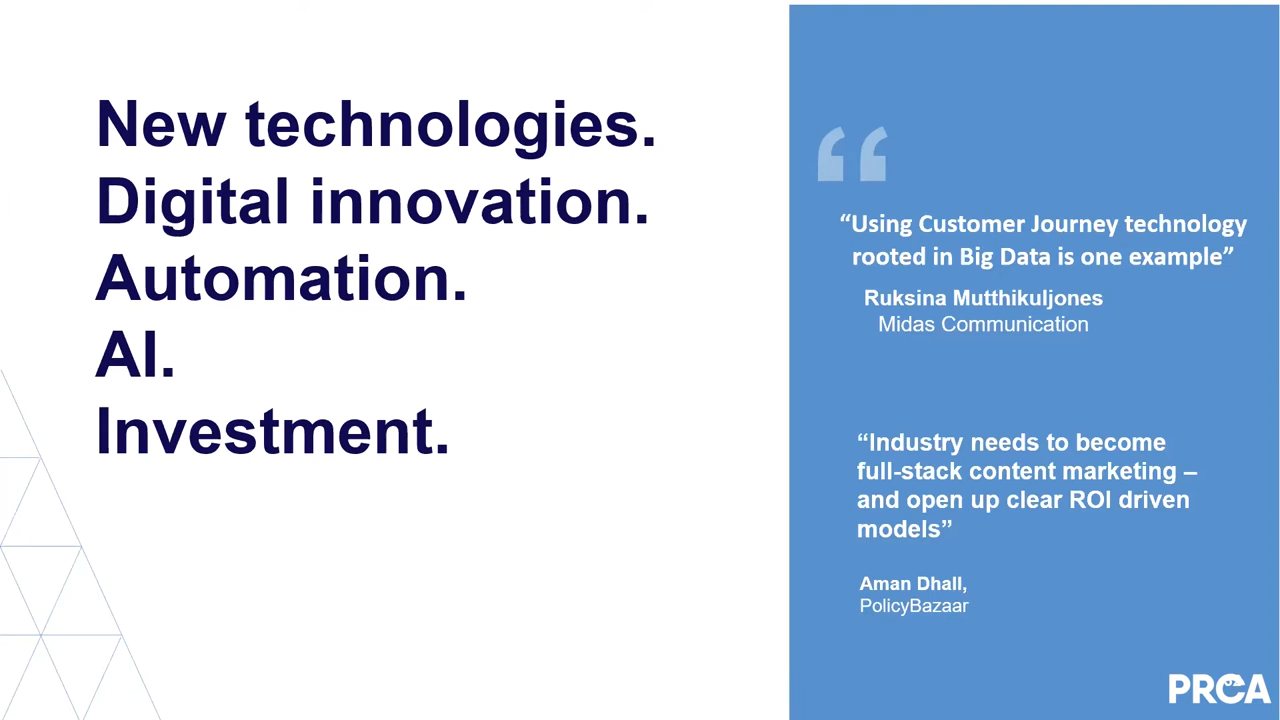 New technologies.
Digital innovation.
Automation.
AI.
Investment.
“Using Customer Journey technology
rooted in Big Data is one example”
Ruksina Mutthikuljones
Midas Communication
“Industry needs to become
full-stack content marketing –
and open up clear ROI driven
models”
Aman Dhall,
PolicyBazaar
PRCA